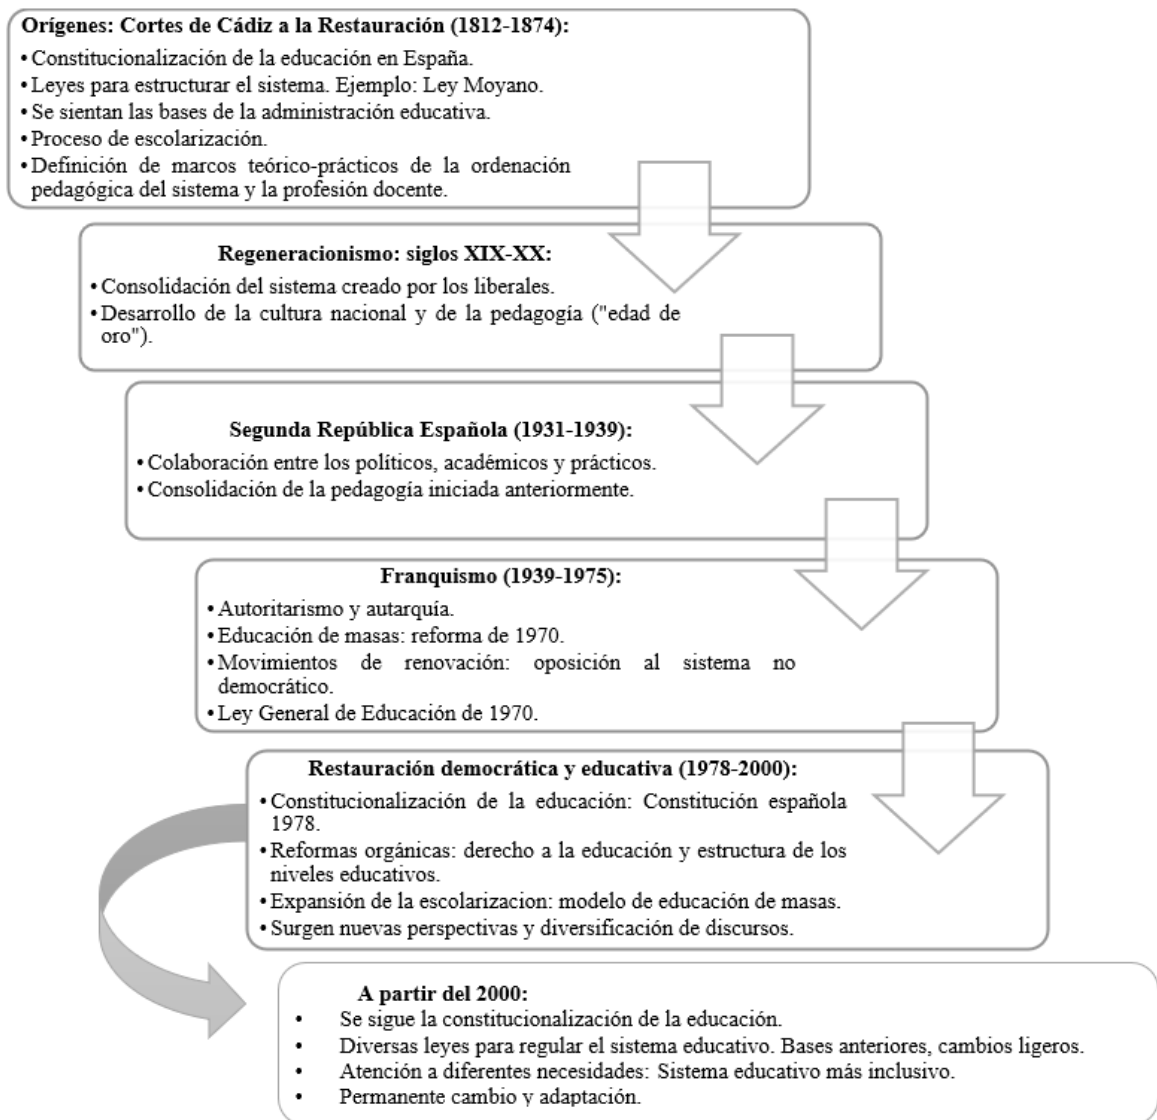 Orígenes: Cortes de Cádiz a la Restauración (1812-1874):
• Constitucionalización de la educación en España.
• Leyes para estructurar el sistema. Ejemplo: Ley Moyano.
• Se sientan las bases de la administración educativa.
• Proceso de escolarización.
• Definición de marcos teórico-prácticos de la ordenación
pedagógica del sistema y la profesión docente.
Regeneracionismo: siglos XIX-XX:
• Consolidación del sistema creado por los liberales.
• Desarrollo de la cultura nacional y de la pedagogía ("edad de
oro").
Segunda República Española (1931-1939):
• Colaboración entre los políticos, académicos y prácticos.
• Consolidación de la pedagogía iniciada anteriormente.
Franquismo (1939-1975):
• Autoritarismo y autarquía.
• Educación de masas: reforma de 1970.
• Movimientos de renovación: oposición al sistema no
democrático.
• Ley General de Educación de 1970.
Restauración democrática y educativa (1978-2000):
• Constitucionalización de la educación: Constitución española
1978.
• Reformas orgánicas: derecho a la educación y estructura de los
niveles educativos.
• Expansión de la escolarizacion: modelo de educación de masas.
• Surgen nuevas perspectivas y diversificación de discursos.
A partir del 2000:
• Se sigue la constitucionalización de la educación.
• Diversas leyes para regular el sistema educativo. Bases anteriores, cambios ligeros.
• Atención a diferentes necesidades: Sistema educativo más inclusivo.
• Permanente cambio y adaptación.